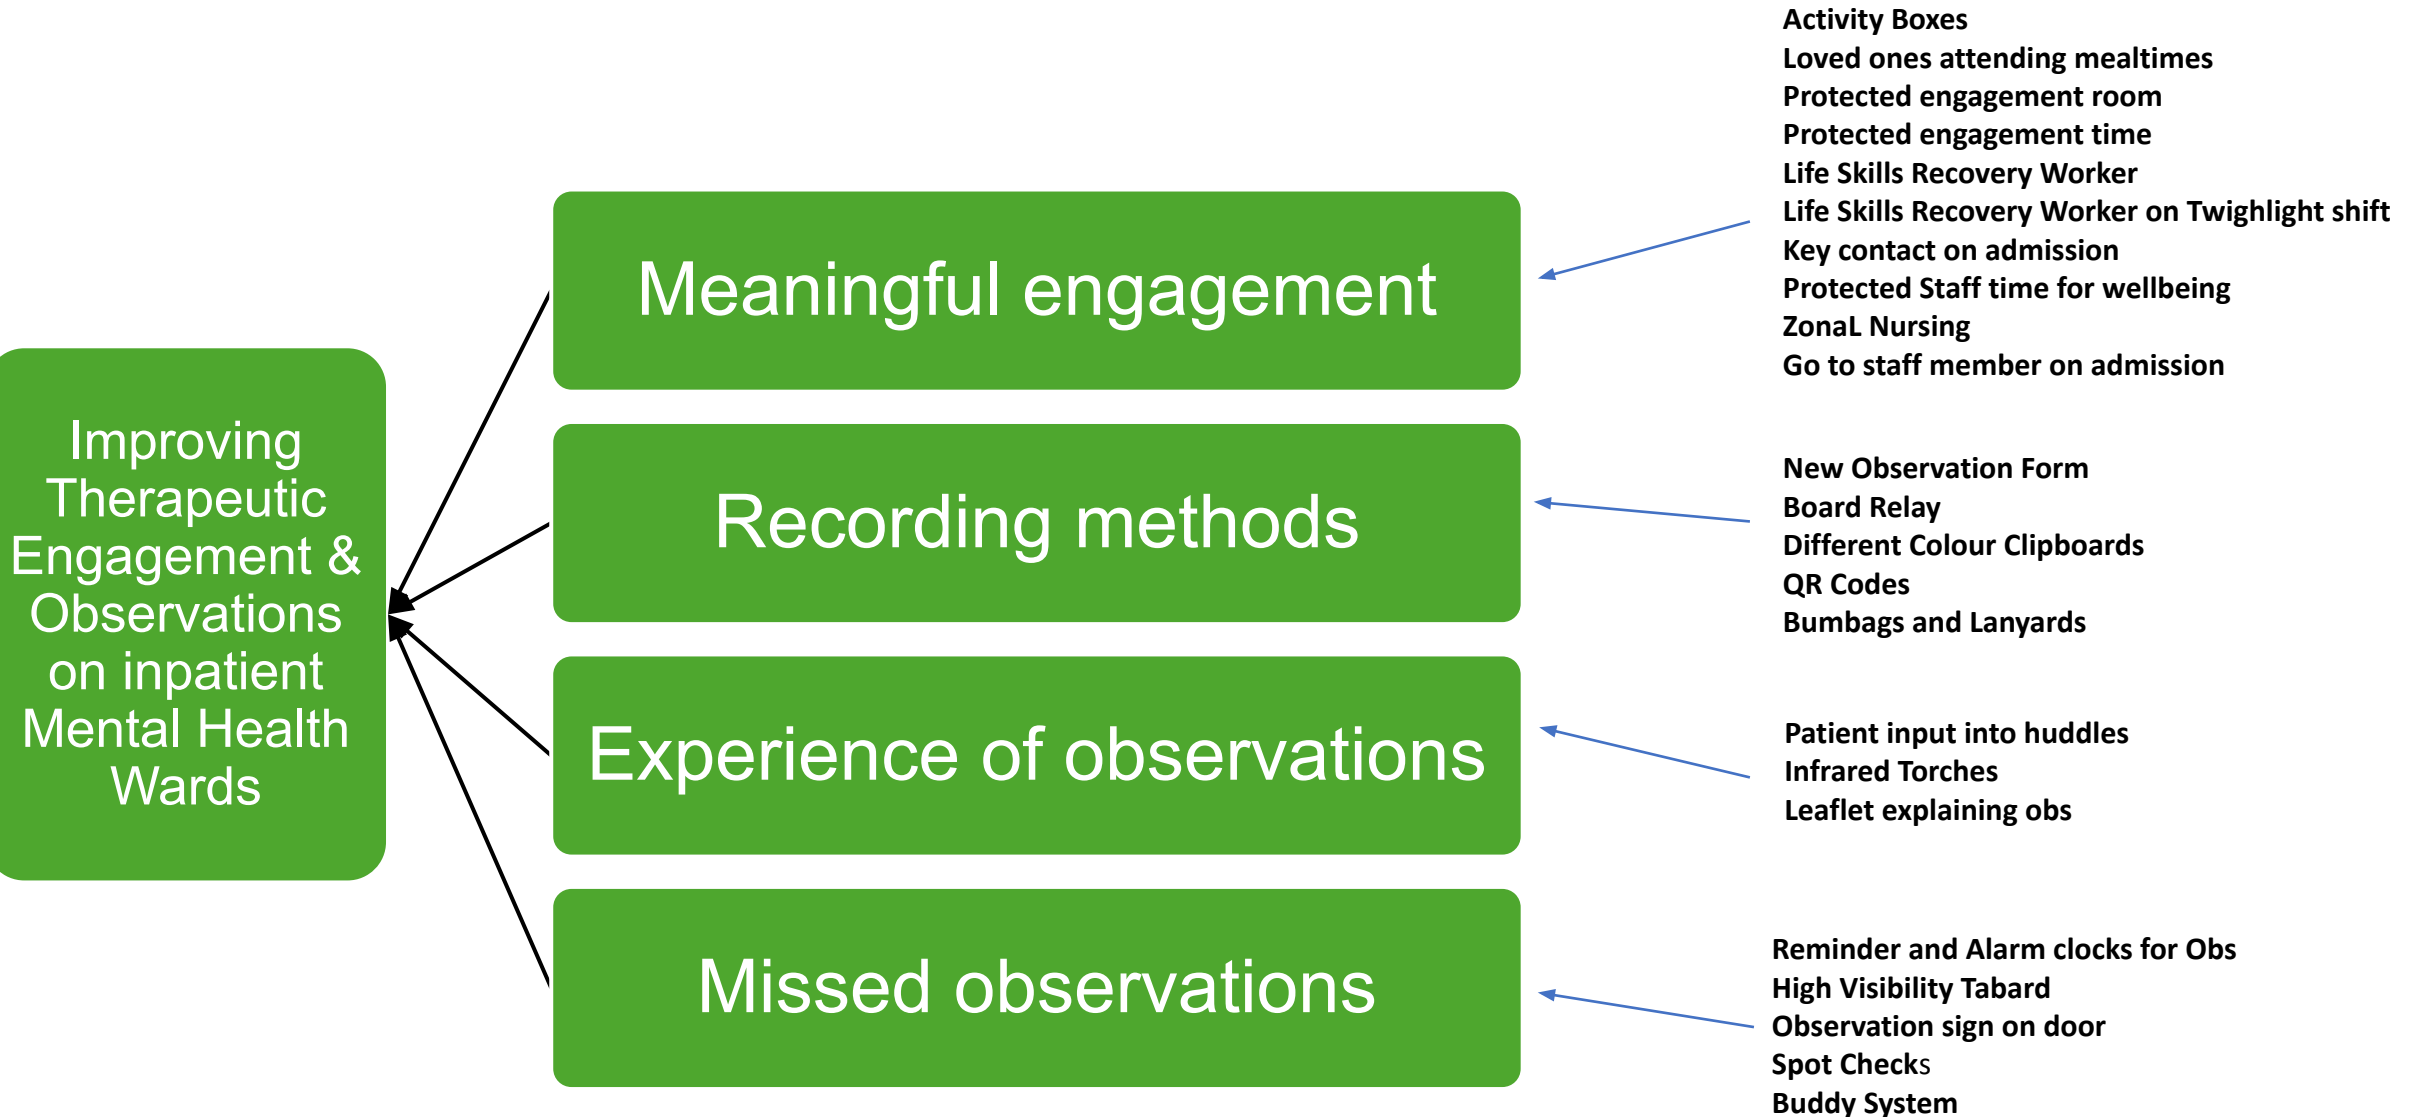 Improving
Therapeutic
Engagement &
Observations
on inpatient
Mental Health
Wards
Meaningful engagement
Recording methods
Experience of observations
Missed observations
Activity Boxes
Loved ones attending mealtimes
Protected engagement room
Protected engagement time
Life Skills Recovery Worker
Life Skills Recovery Worker on Twighlight shift
Key contact on admission
Protected Staff time for wellbeing
ZonaL Nursing
Go to staff member on admission
New Observation Form
Board Relay
Different Colour Clipboards
QR Codes
Bumbags and Lanyards
Patient input into huddles
Infrared Torches
Leaflet explaining obs
Reminder and Alarm clocks for Obs
High Visibility Tabard
Observation sign on door
Spot Checks
Buddy System